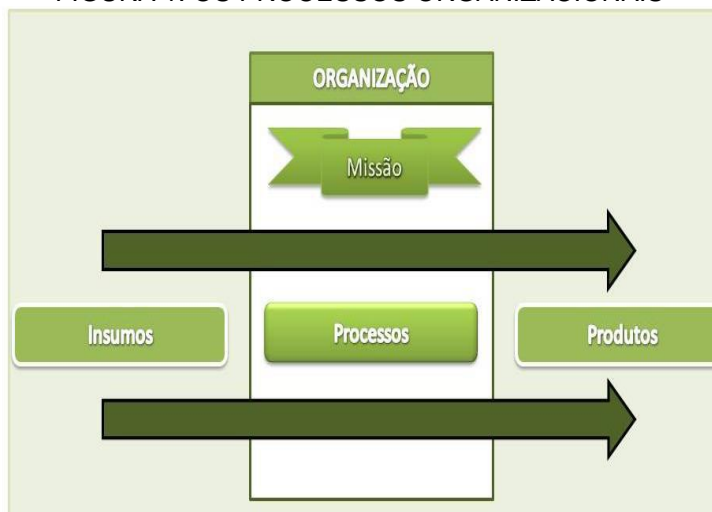 ORGANIZAÇÃO
Missão
Insumos
Processos
Produtos